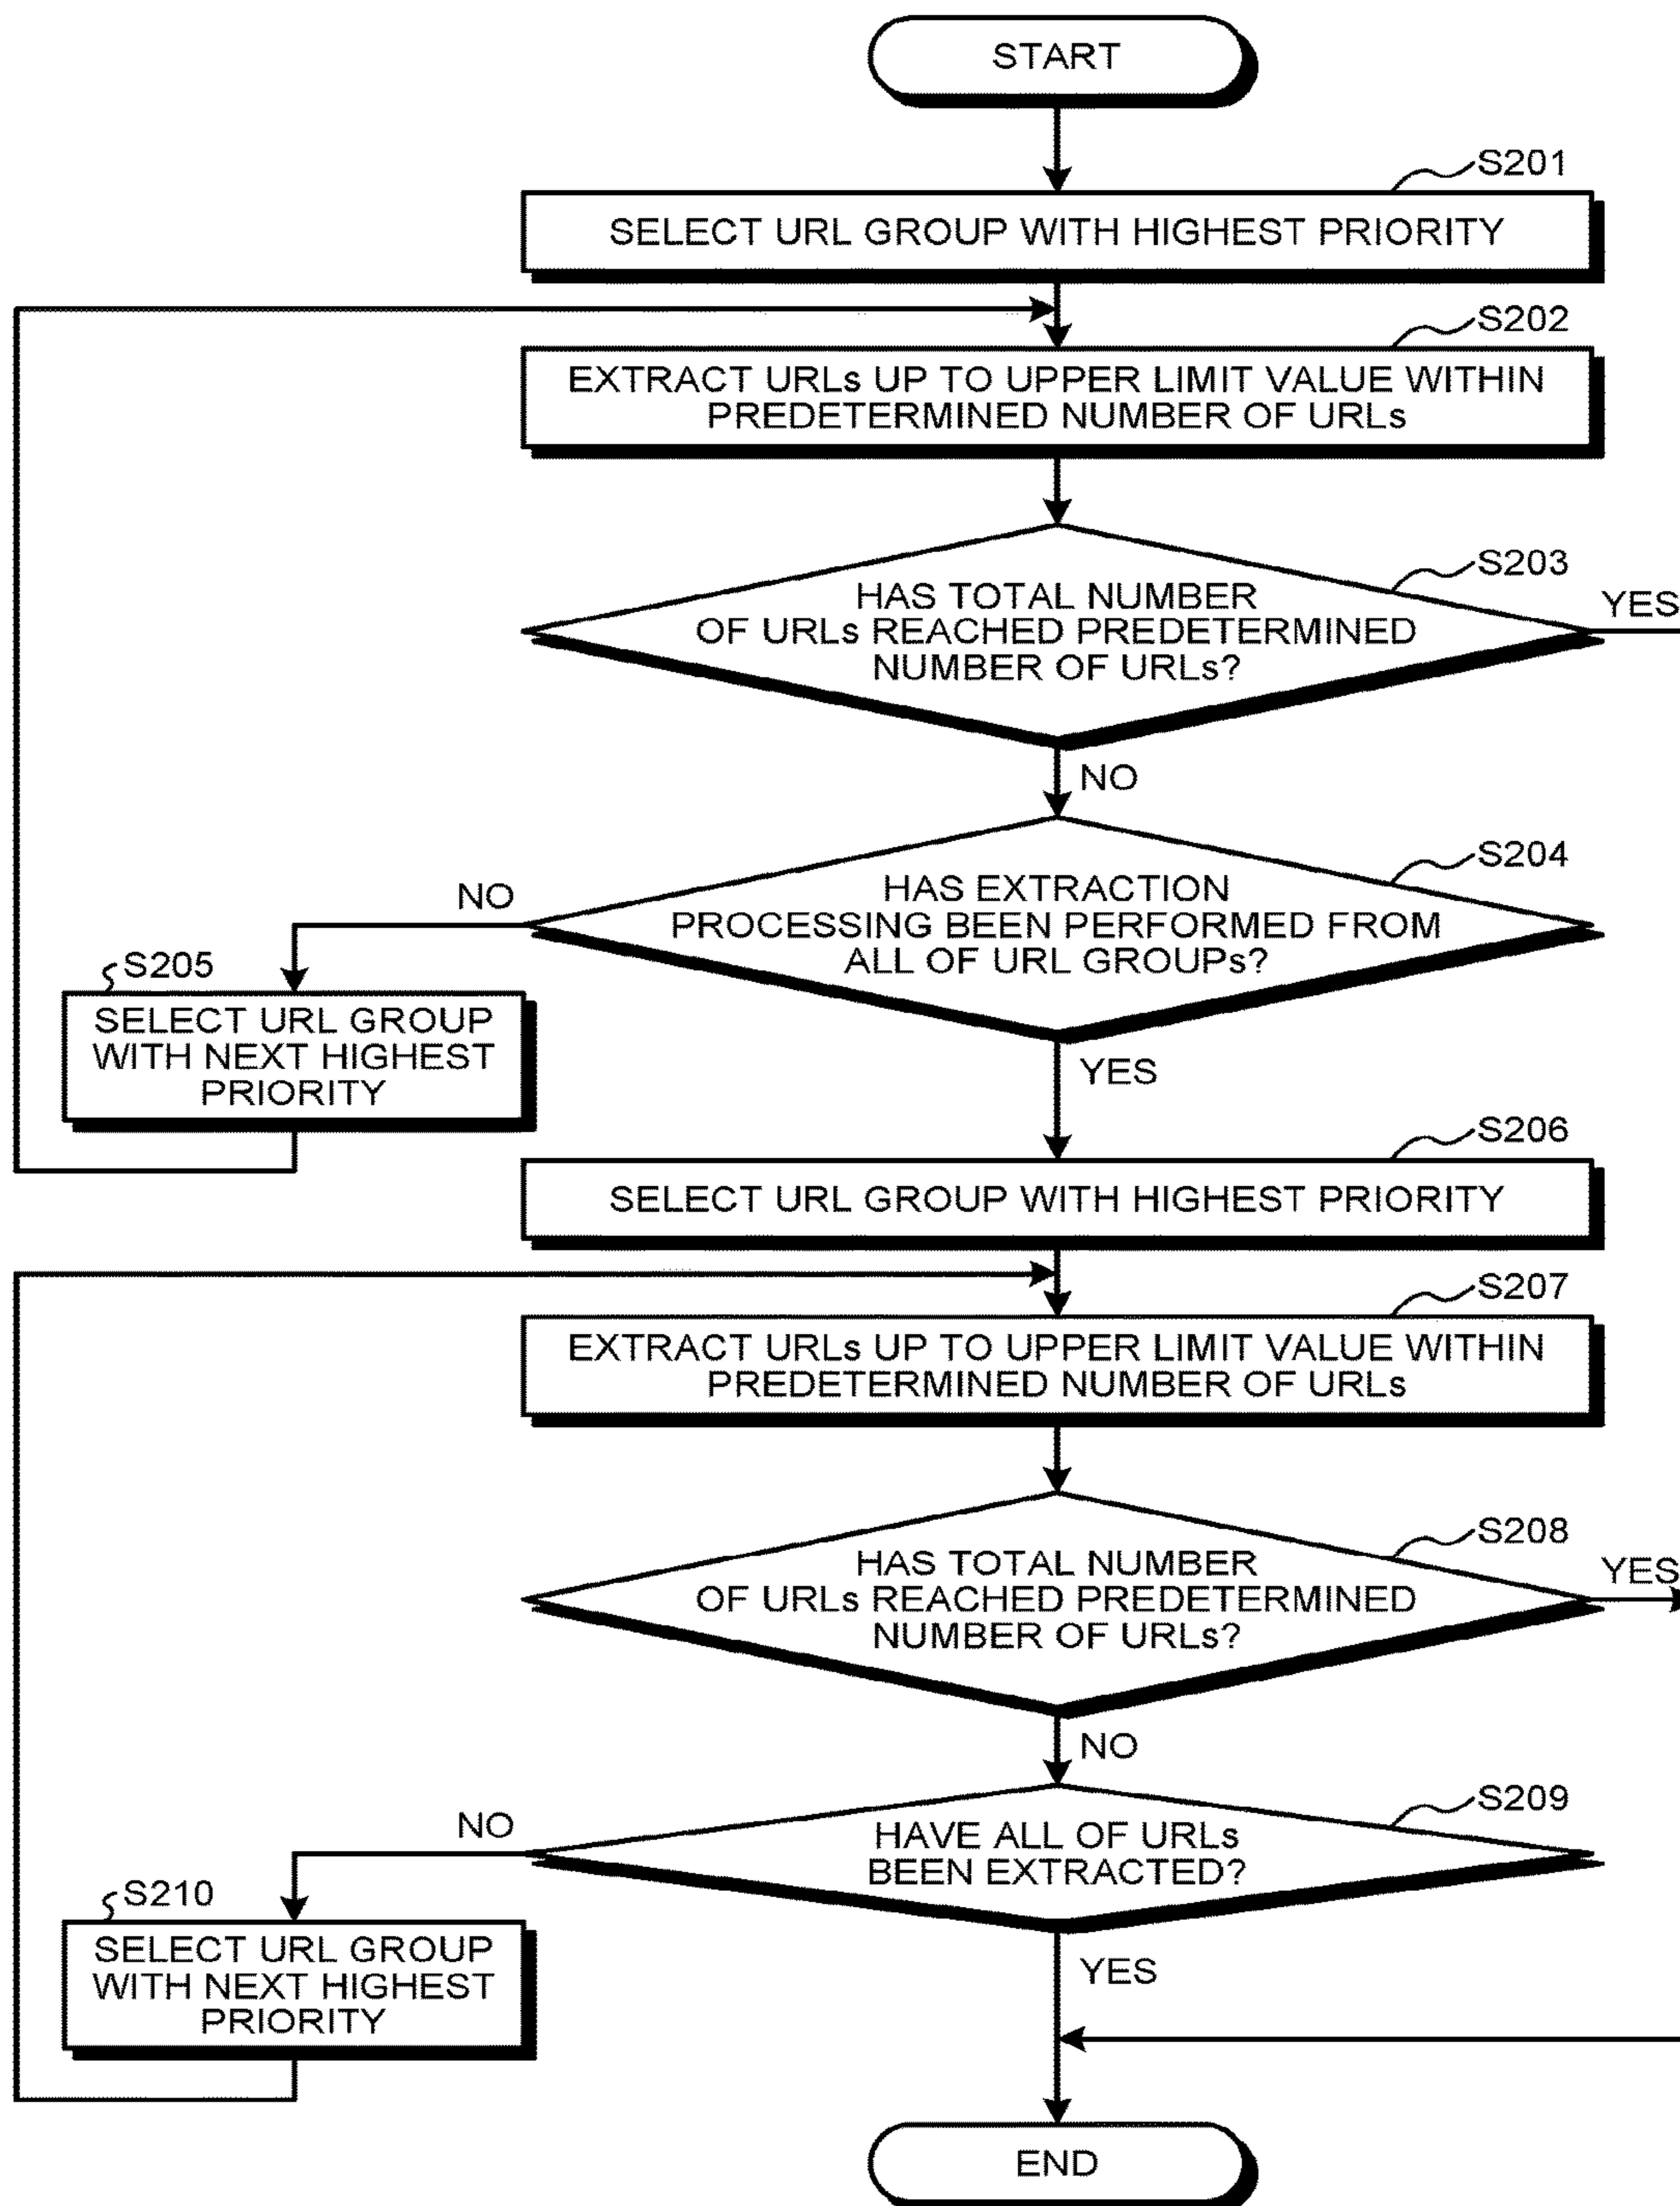 START
S201
SELECT URL GROUP WITH HIGHEST PRIORITY
S202
EXTRACT URLs UP TO UPPER LIMIT VALUE WITHIN
PREDETERMINED NUMBER OF URLs
S203
HAS TOTAL NUMBER
OF URLs REACHED PREDETERMINED
NUMBER OF URLs?
YES
NO
S204
HAS EXTRACTION
PROCESSING BEEN PERFORMED FROM
ALL OF URL GROUPs?
NO
S205
SELECT URL GROUP
WITH NEXT HIGHEST
PRIORITY
YES
S206
SELECT URL GROUP WITH HIGHEST PRIORITY
S207
EXTRACT URLs UP TO UPPER LIMIT VALUE WITHIN
PREDETERMINED NUMBER OF URLs
S208
HAS TOTAL NUMBER
OF URLs REACHED PREDETERMINED
NUMBER OF URLs?
YES
NO
S209
HAVE ALL OF URLs
BEEN EXTRACTED?
NO
S210
SELECT URL GROUP
WITH NEXT HIGHEST
PRIORITY
YES
END